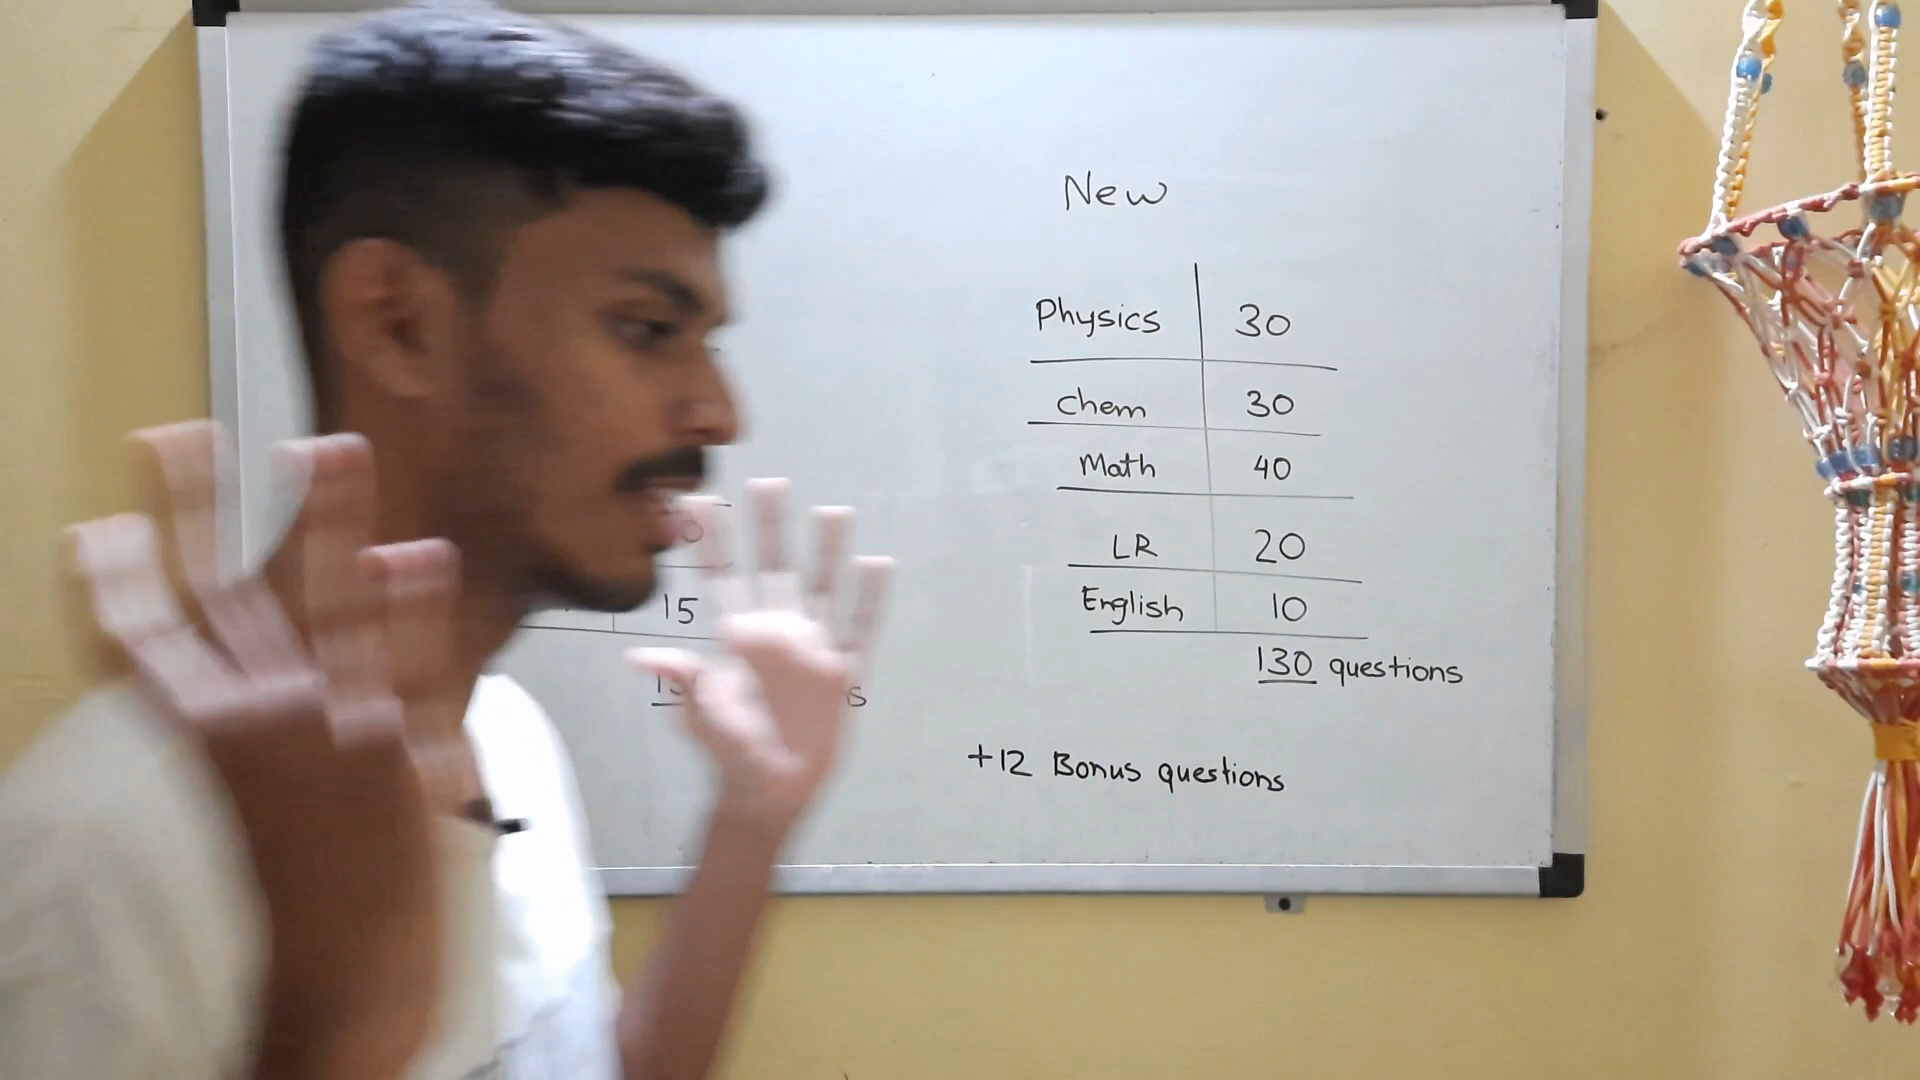 New
Physics 30
chem 30
Math 40
LR 20
English 10
130 questions
+12 Bonus questions
15